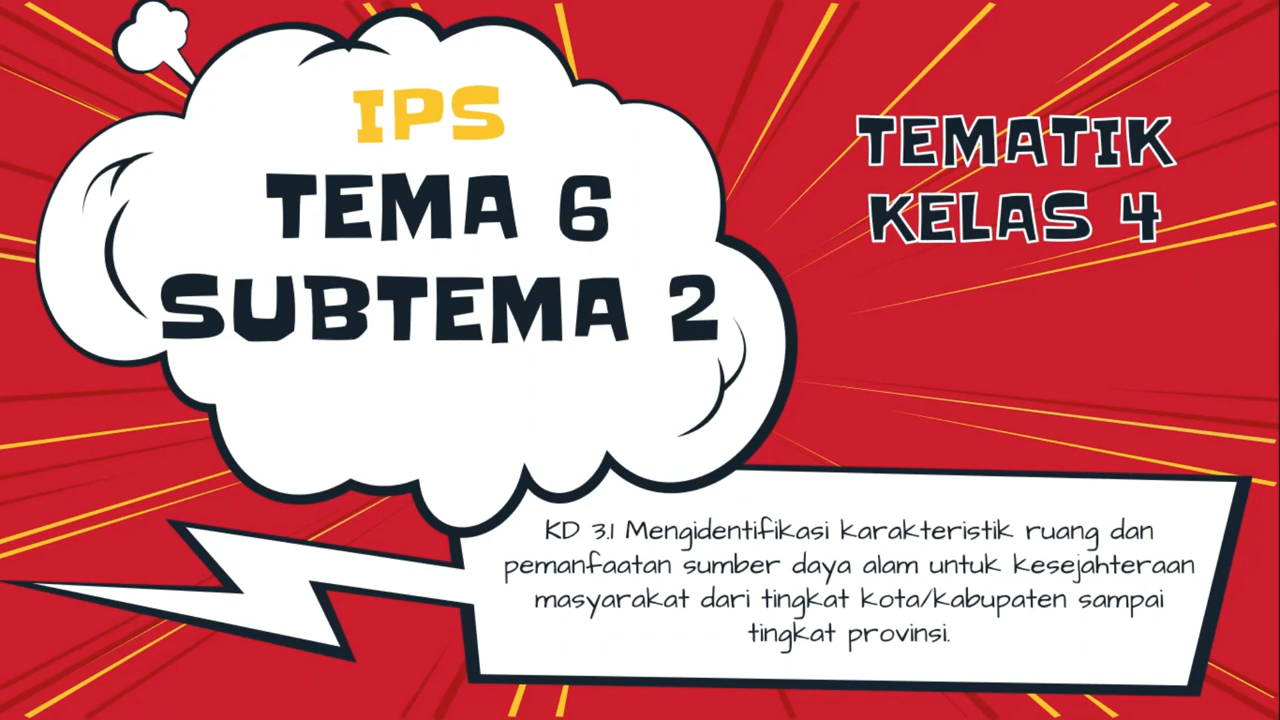 IPS
TEMA 6
SUBTEMA 2
TEMATIK
KELAS 4
KD 3.1 Mengidentifikasi karakteristik ruang dan
pemanfaatan sumber daya alam untuk kesejahteraan
masyarakat dari tingkat kota/kabupaten sampai
tingkat provinsi.